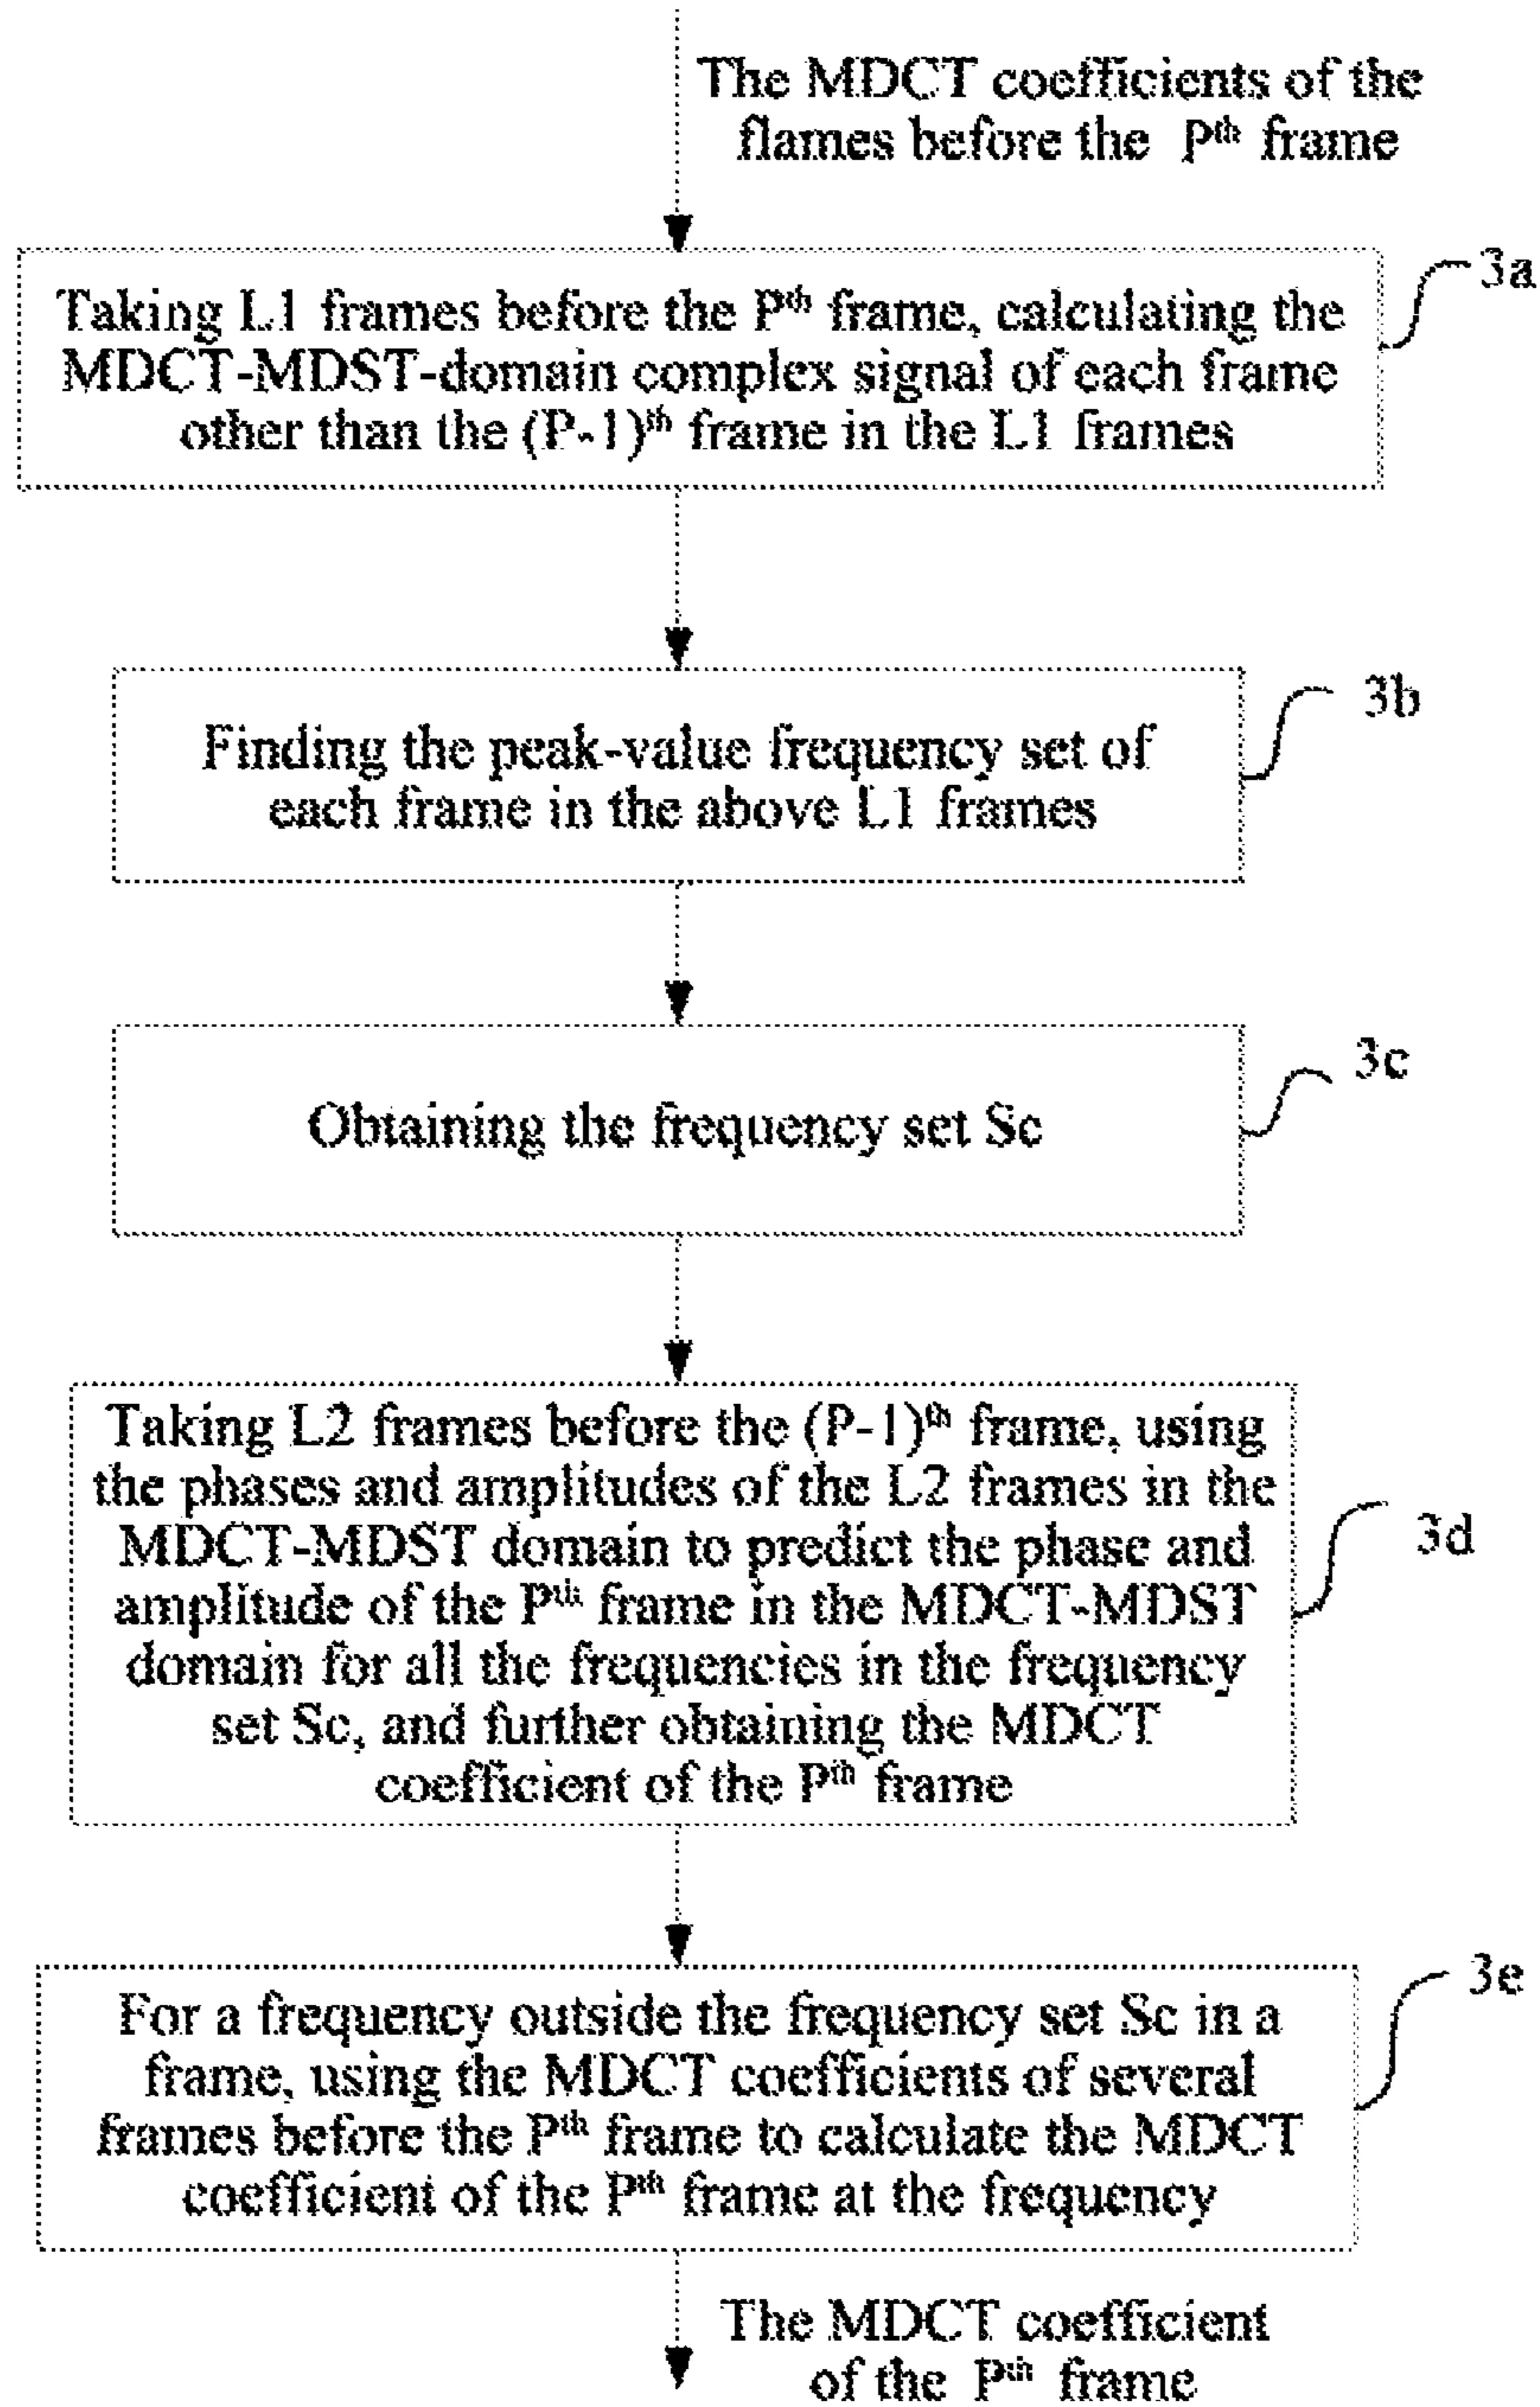 The MDCT coefficients of the
flames before the Pth frame
3a
Taking L1 frames before the Pth frame, calculating the
MDCT-MDST-domain complex signal of each frame
other than the (P-1)th frame in the L1 frames
3b
Finding the peak-value frequency set of
each frame in the above L1 frames
3c
Obtaining the frequency set Sc
Taking L2 frames before the (P-1)th frame, using
the phases and amplitudes of the L2 frames in the
MDCT-MDST domain to predict the phase and
amplitude of the Pth frame in the MDCT-MDST
domain for all the frequencies in the frequency
set Sc, and further obtaining the MDCT
coefficient of the Pth frame
3d
3e
For a frequency outside the frequency set Sc in a
frame, using the MDCT coefficients of several
frames before the Pth frame to calculate the MDCT
coefficient of the Pth frame at the frequency
The MDCT coefficient
of the Pth frame